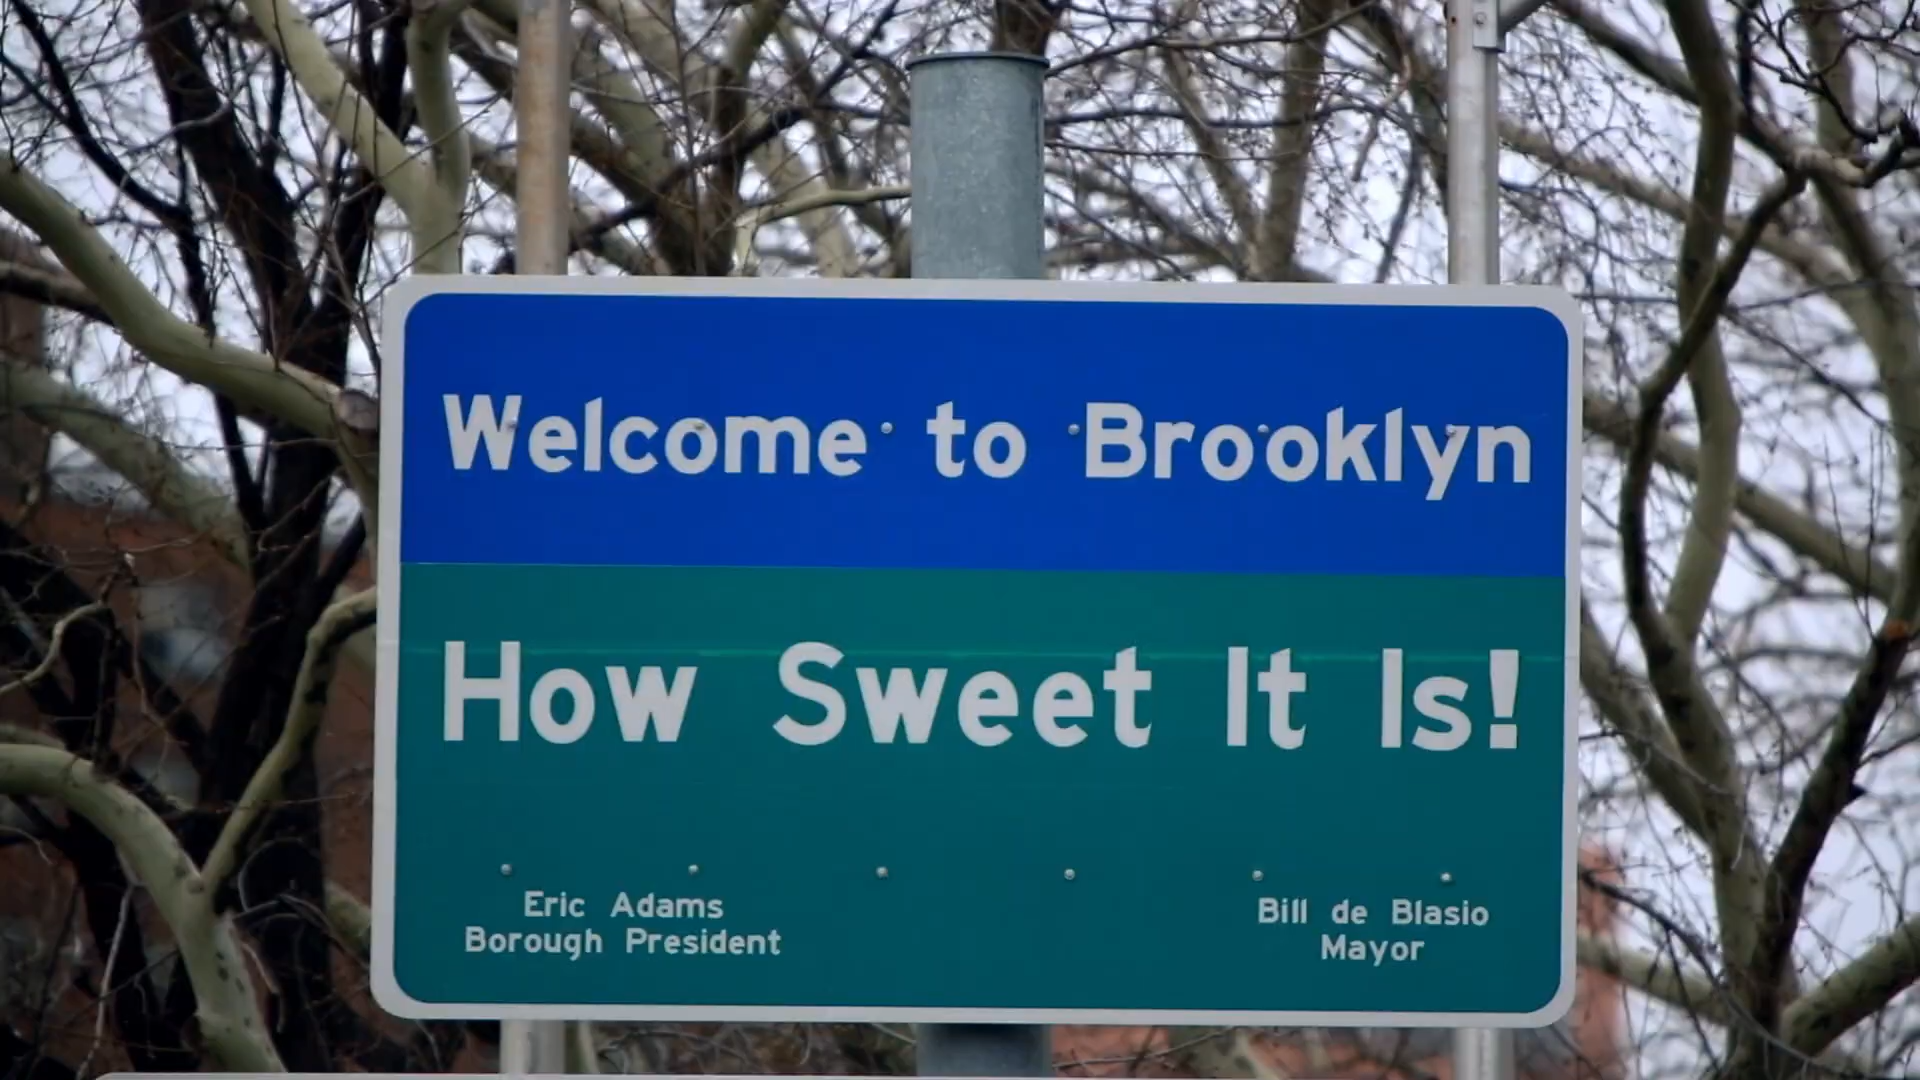 Welcome to Brooklyn
How Sweet It Is!
Eric Adams
Borough President
Bill de Blasio
Mayor